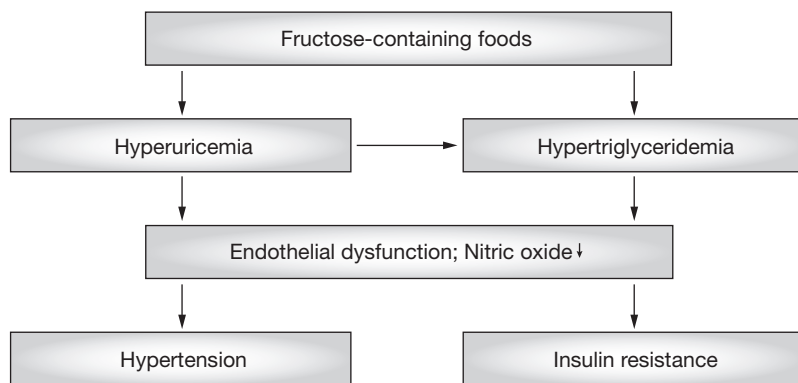 Fructose-containing foods
Hyperuricemia
Hypertriglyceridemia
Endothelial dysfunction; Nitric oxide↓
Hypertension
Insulin resistance